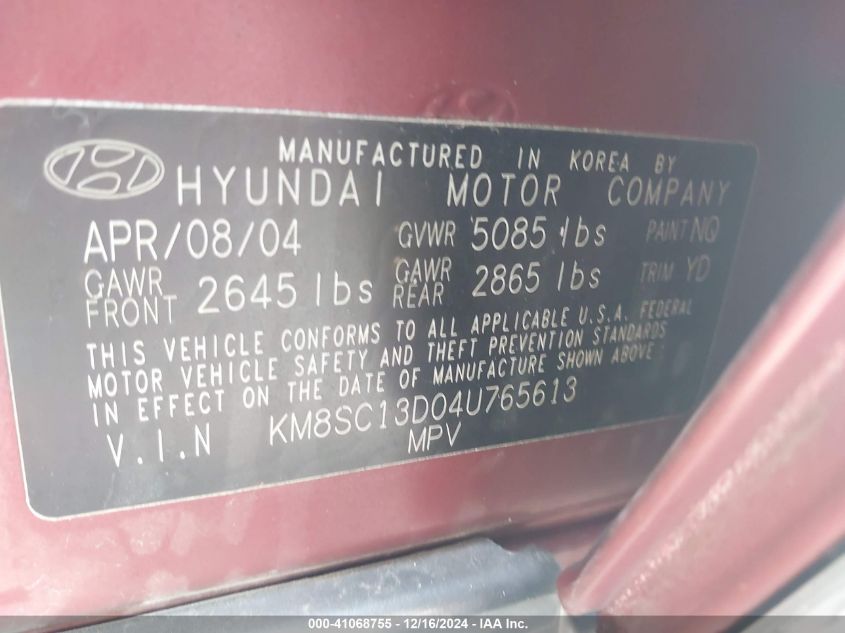 MANUFACTURED IN KOREA BY
HYUNDAI MOTOR COMPANY
APR/08/04 GVWR 5085 lbs PAINT NQ
GAWR FRONT 2645 lbs GAWR REAR 2865 lbs TRIM YD
THIS VEHICLE CONFORMS TO ALL APPLICABLE U.S.A. FEDERAL
MOTOR VEHICLE SAFETY AND THEFT PREVENTION STANDARDS
IN EFFECT ON THE DATE OF MANUFACTURE SHOWN ABOVE
V.I.N KM8SC13D04U765613
MPV
000-41068755 - 12/16/2024 - IAA Inc.